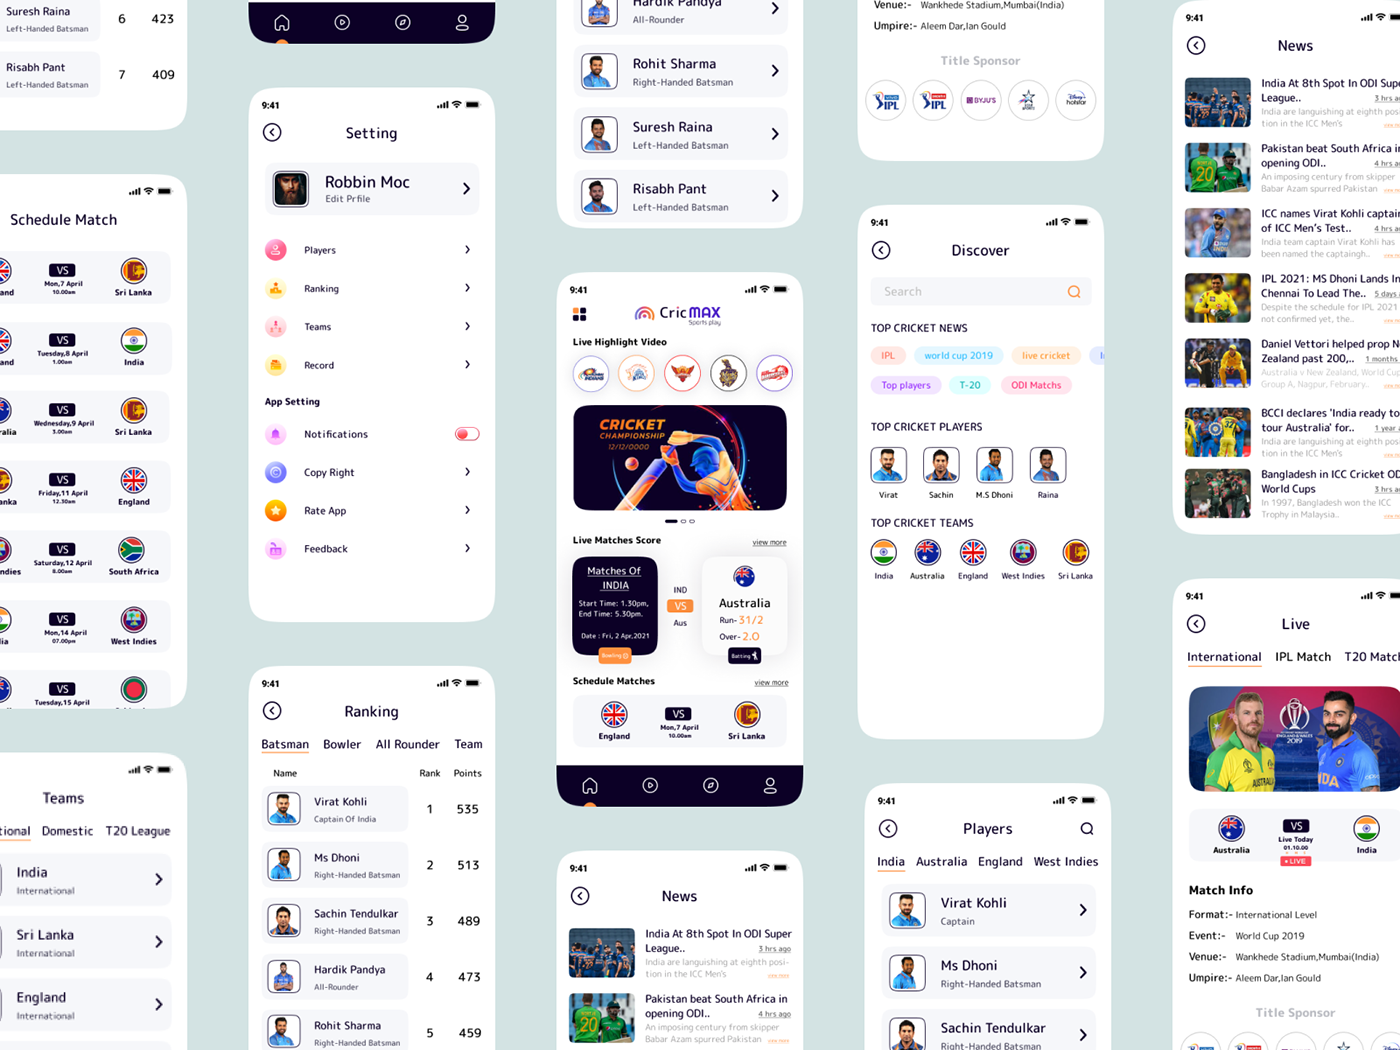 Suresh Raina
Left-Handed Batsman
6 423
Risabh Pant
Left-Handed Batsman
7 409
Schedule Match
VS
Mon,7 April
10.00am
Sri Lanka
VS
Tuesday,8 April
1.00am
India
VS
Wednesday,9 April
3.00am
Sri Lanka
VS
Friday,11 April
12.30am
England
VS
Saturday,12 April
8.00am
South Africa
VS
Mon,14 April
07.00pm
West Indies
VS
Tuesday,15 April
Teams
Domestic T20 League
India
International
Sri Lanka
International
England
International
9:41
Setting
Robbin Moc
Edit Prfile
Players
Ranking
Teams
Record
App Setting
Notifications
Copy Right
Rate App
Feedback
9:41
Ranking
Batsman Bowler All Rounder Team
Name Rank Points
Virat Kohli
Captain Of India
1 535
Ms Dhoni
Right-Handed Batsman
2 513
Sachin Tendulkar
Right-Handed Batsman
3 489
Hardik Pandya
All-Rounder
4 473
Rohit Sharma
Right-Handed Batsman
5 459
Hardik Pandya
All-Rounder
Rohit Sharma
Right-Handed Batsman
Suresh Raina
Left-Handed Batsman
Risabh Pant
Left-Handed Batsman
9:41
CricMAX
Sports play
Live Highlight Video
CRICKET
CHAMPIONSHIP
12/12/0000
Live Matches Score view more
Matches Of
INDIA
Start Time: 1.30pm,
End Time: 5.30pm.
Date : Fri, 2 Apr,2021
Bowling
IND
VS
Aus
Australia
Run- 31/2
Over- 2.0
Batting
Schedule Matches view more
England
VS
Mon,7 April
10.00am
Sri Lanka
9:41
News
India At 8th Spot In ODI Super
League.. 3 hrs ago
India are languishing at eighth posi-
tion in the ICC Men's view more
Pakistan beat South Africa in
opening ODI.. 4 hrs ago
An imposing century from skipper
Babar Azam spurred Pakistan view more
Venue:- Wankhede Stadium,Mumbai(India)
Umpire:- Aleem Dar,Ian Gould
Title Sponsor
IPL
IPL
BYJU'S
Disney+
hotstar
9:41
Discover
Search
TOP CRICKET NEWS
IPL world cup 2019 live cricket
Top players T-20 ODI Matchs
TOP CRICKET PLAYERS
Virat Sachin M.S Dhoni Raina
TOP CRICKET TEAMS
India Australia England West Indies Sri Lanka
9:41
Players
India Australia England West Indies
Virat Kohli
Captain
Ms Dhoni
Right-Handed Batsman
Sachin Tendulkar
Right-Handed Batsman
9:41
News
India At 8th Spot In ODI Supe
League.. 3 hrs
India are languishing at eighth posi
tion in the ICC Men's
Pakistan beat South Africa i
opening ODI.. 4 hrs
An imposing century from skipper
Babar Azam spurred Pakistan
ICC names Virat Kohli captain
of ICC Men's Test.. 4 hrs
India team captain Virat Kohli has
been named the captaingh..
IPL 2021: MS Dhoni Lands In
Chennai To Lead The.. 5 days
Despite the schedule for IPL 2021
not confirmed yet, the..
Daniel Vettori helped prop N
Zealand past 200,.. 1 months
Australia v New Zealand, World Cup
Group A, Nagpur, February..
BCCI declares 'India ready to
tour Australia' for.. 1 year
India are languishing at eighth posi
tion in the ICC Men's
Bangladesh in ICC Cricket OD
World Cups 3 hrs
In 1997, Bangladesh won the ICC
Trophy in Malaysia..
9:41
Live
International IPL Match T20 Match
2019
AUSTRALIA
Australia
VS
Live Today
01.10.00
LIVE
India
Match Info
Format:- International Level
Event:- World Cup 2019
Venue:- Wankhede Stadium,Mumbai(India)
Umpire:- Aleem Dar,Ian Gould
Title Sponsor